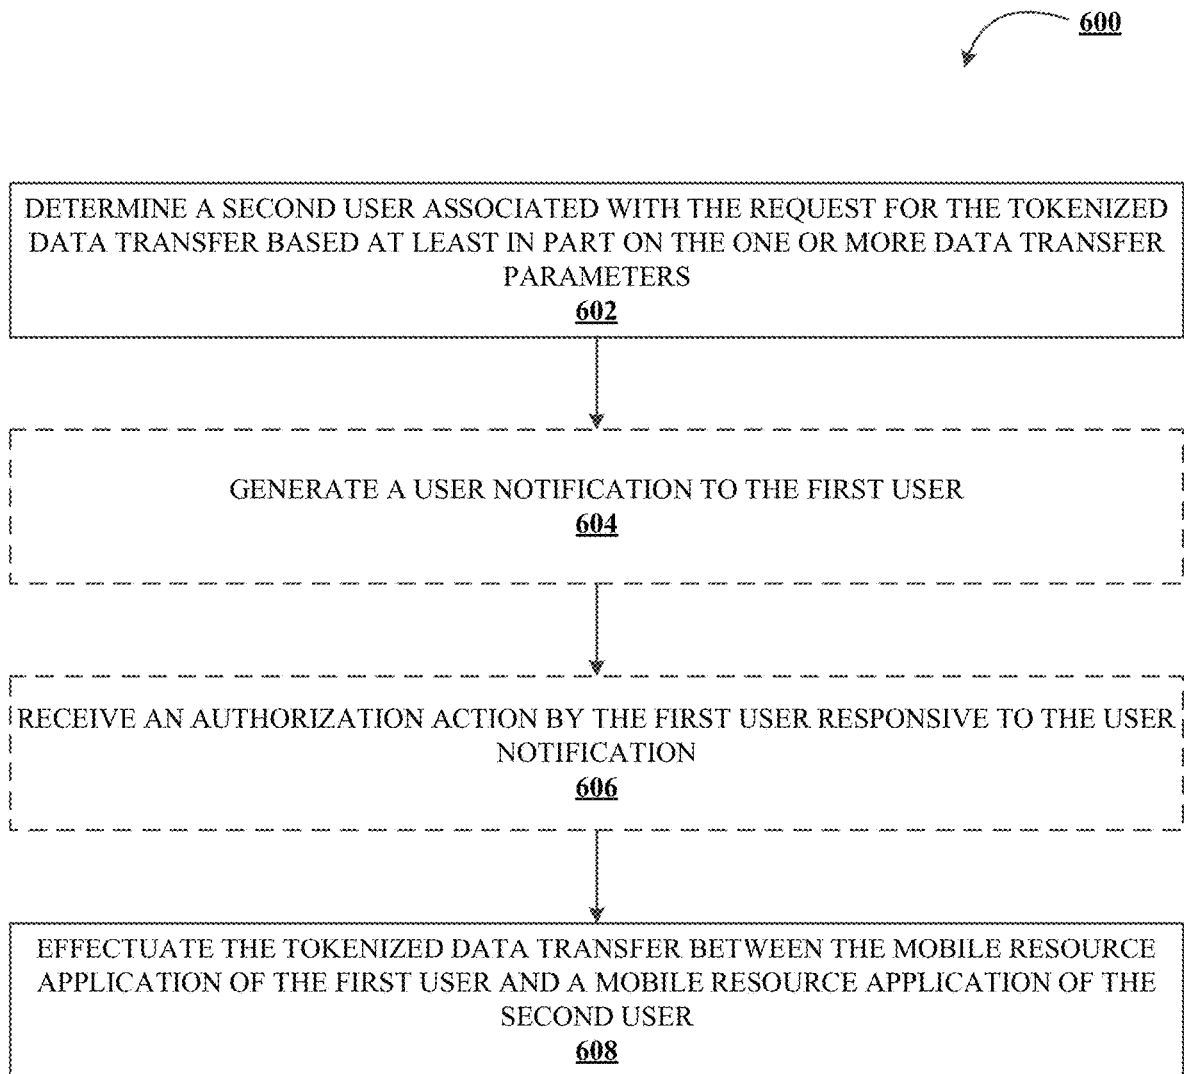 600
DETERMINE A SECOND USER ASSOCIATED WITH THE REQUEST FOR THE TOKENIZED
DATA TRANSFER BASED AT LEAST IN PART ON THE ONE OR MORE DATA TRANSFER
PARAMETERS
602
GENERATE A USER NOTIFICATION TO THE FIRST USER
604
RECEIVE AN AUTHORIZATION ACTION BY THE FIRST USER RESPONSIVE TO THE USER
NOTIFICATION
606
EFFECTUATE THE TOKENIZED DATA TRANSFER BETWEEN THE MOBILE RESOURCE
APPLICATION OF THE FIRST USER AND A MOBILE RESOURCE APPLICATION OF THE
SECOND USER
608